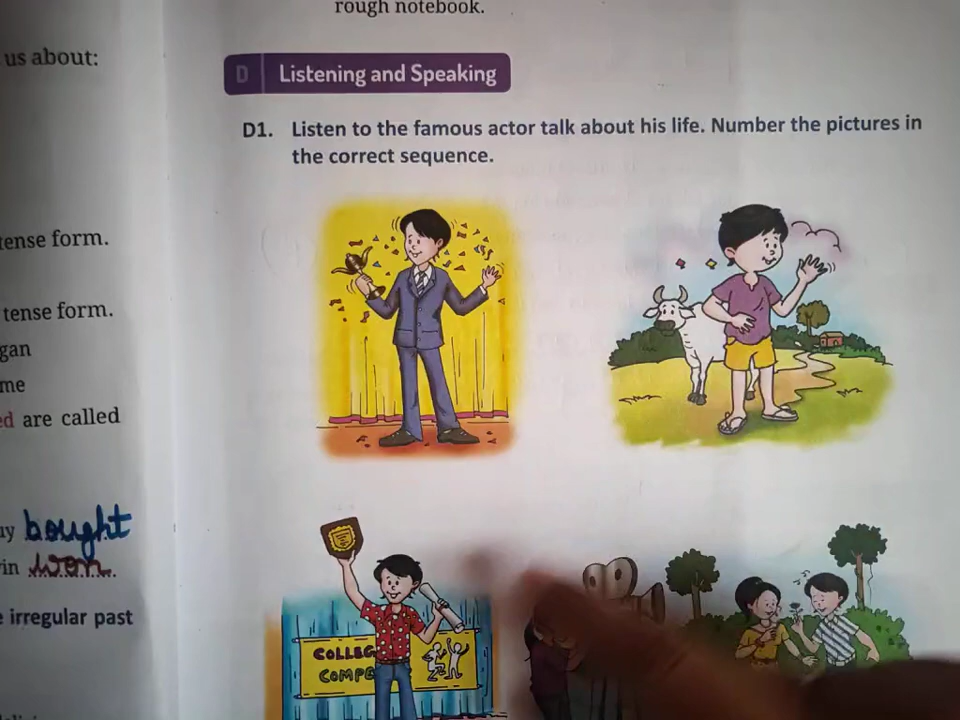 rough notebook.
us about:
D Listening and Speaking
D1. Listen to the famous actor talk about his life. Number the pictures in
the correct sequence.
tense form.
tense form.
gan
me
ed are called
bought
in won
irregular past
COLLEG
COMPE